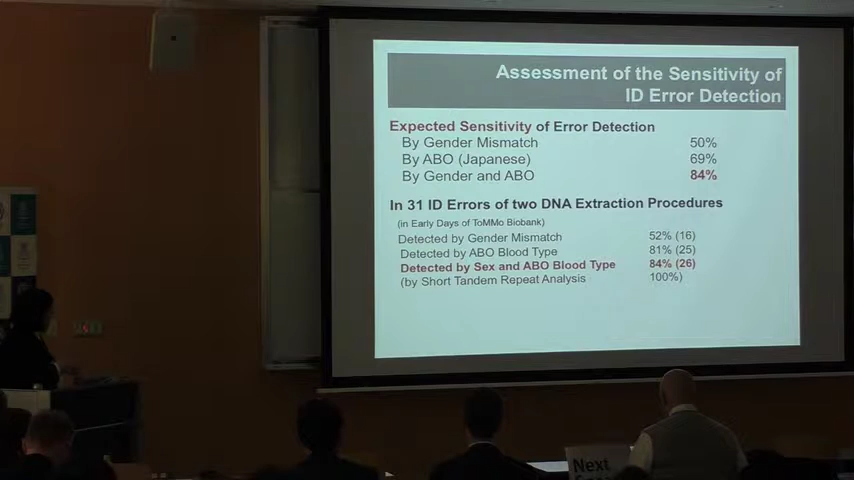 Assessment of the Sensitivity of
ID Error Detection
Expected Sensitivity of Error Detection
By Gender Mismatch 50%
By ABO (Japanese) 69%
By Gender and ABO 84%
In 31 ID Errors of two DNA Extraction Procedures
(in Early Days of ToMMo Biobank)
Detected by Gender Mismatch 52% (16)
Detected by ABO Blood Type 81% (25)
Detected by Sex and ABO Blood Type 84% (26)
(by Short Tandem Repeat Analysis 100%)
Next